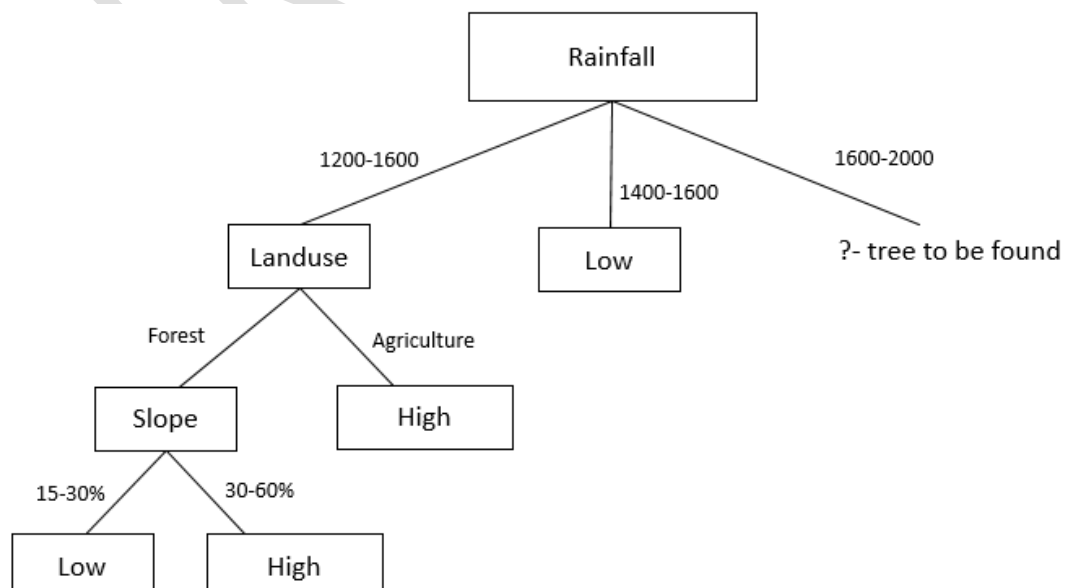 Rainfall
1200-1600
1400-1600
1600-2000
Landuse
Low
?- tree to be found
Forest
Agriculture
Slope
High
15-30%
30-60%
Low
High